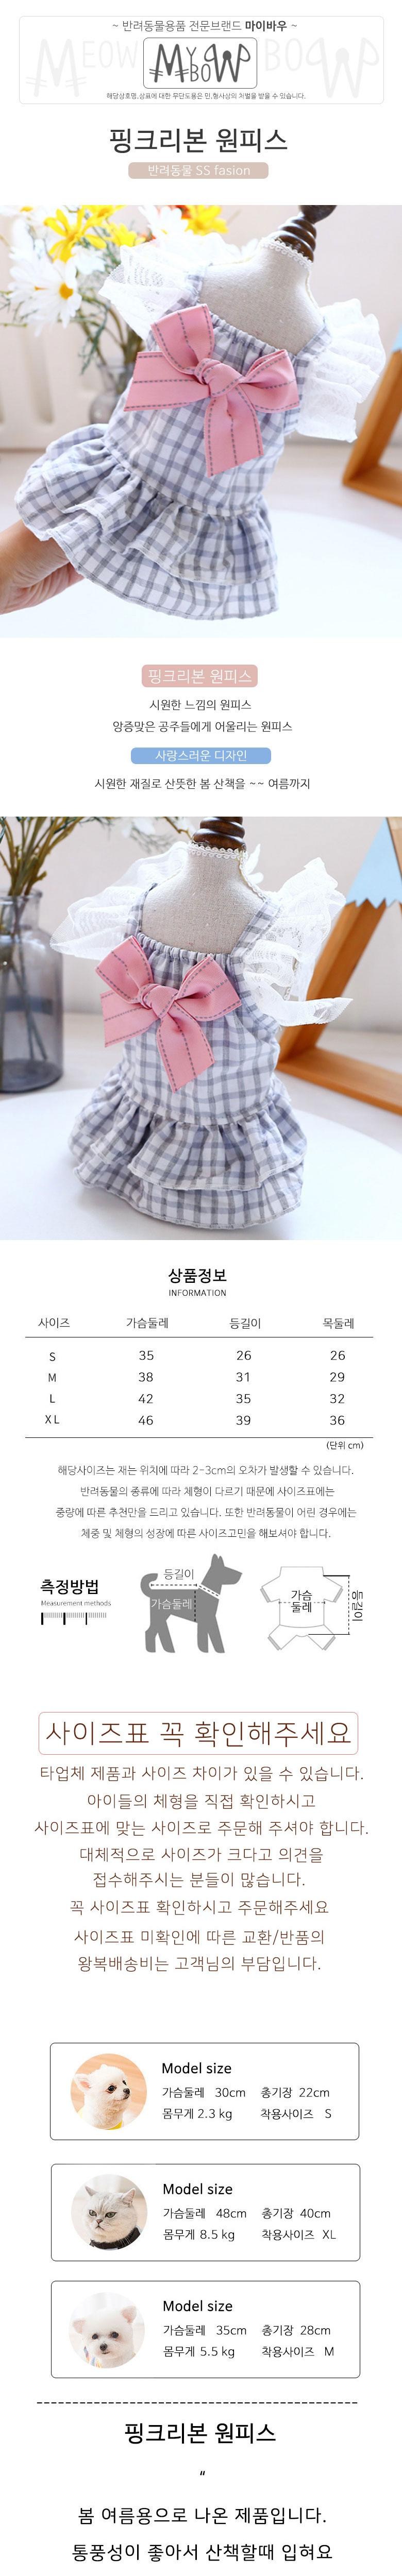 ~ 반려동물용품 전문브랜드 마이바우 ~
MEOW MY BOW BOW
해당상호명,상표에 대한 무단도용은 민,형사상의 처벌을 받을 수 있습니다.
핑크리본 원피스
반려동물 SS fasion
핑크리본 원피스
시원한 느낌의 원피스
앙증맞은 공주들에게 어울리는 원피스
사랑스러운 디자인
시원한 재질로 산뜻한 봄 산책을 ~~ 여름까지
상품정보
INFORMATION
사이즈 가슴둘레 등길이 목둘레
S 35 26 26
M 38 31 29
L 42 35 32
XL 46 39 36
(단위 cm)
해당사이즈는 재는 위치에 따라 2-3cm의 오차가 발생할 수 있습니다.
반려동물의 종류에 따라 체형이 다르기 때문에 사이즈표에는
중량에 따른 추천만을 드리고 있습니다. 또한 반려동물이 어린 경우에는
체중 및 체형의 성장에 따른 사이즈고민을 해보셔야 합니다.
측정방법
Measurement methods
등길이
가슴둘레
가슴
둘레
등길이
사이즈표 꼭 확인해주세요
타업체 제품과 사이즈 차이가 있을 수 있습니다.
아이들의 체형을 직접 확인하시고
사이즈표에 맞는 사이즈로 주문해 주셔야 합니다.
대체적으로 사이즈가 크다고 의견을
접수해주시는 분들이 많습니다.
꼭 사이즈표 확인하시고 주문해주세요
사이즈표 미확인에 따른 교환/반품의
왕복배송비는 고객님의 부담입니다.
Model size
가슴둘레 30cm 총기장 22cm
몸무게 2.3 kg 착용사이즈 S
Model size
가슴둘레 48cm 총기장 40cm
몸무게 8.5 kg 착용사이즈 XL
Model size
가슴둘레 35cm 총기장 28cm
몸무게 5.5 kg 착용사이즈 M
핑크리본 원피스
"
봄 여름용으로 나온 제품입니다.
통풍성이 좋아서 산책할때 입혀요